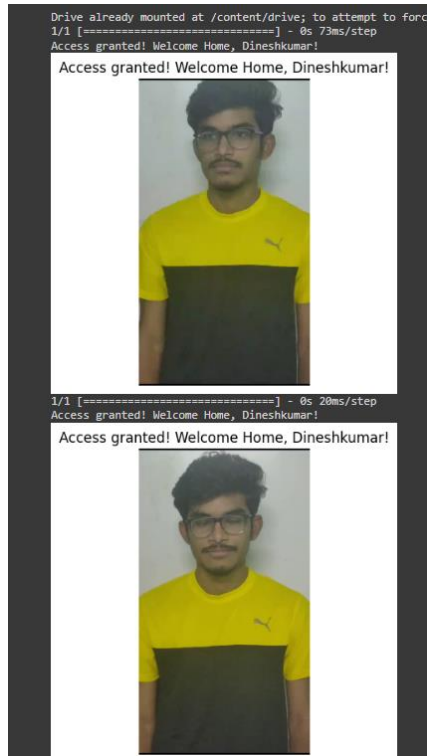 Drive already mounted at /content/drive; to attempt to forc
1/1 [==============================] - 0s 73ms/step
Access granted! Welcome Home, Dineshkumar!
Access granted! Welcome Home, Dineshkumar!
1/1 [==============================] - 0s 20ms/step
Access granted! Welcome Home, Dineshkumar!
Access granted! Welcome Home, Dineshkumar!